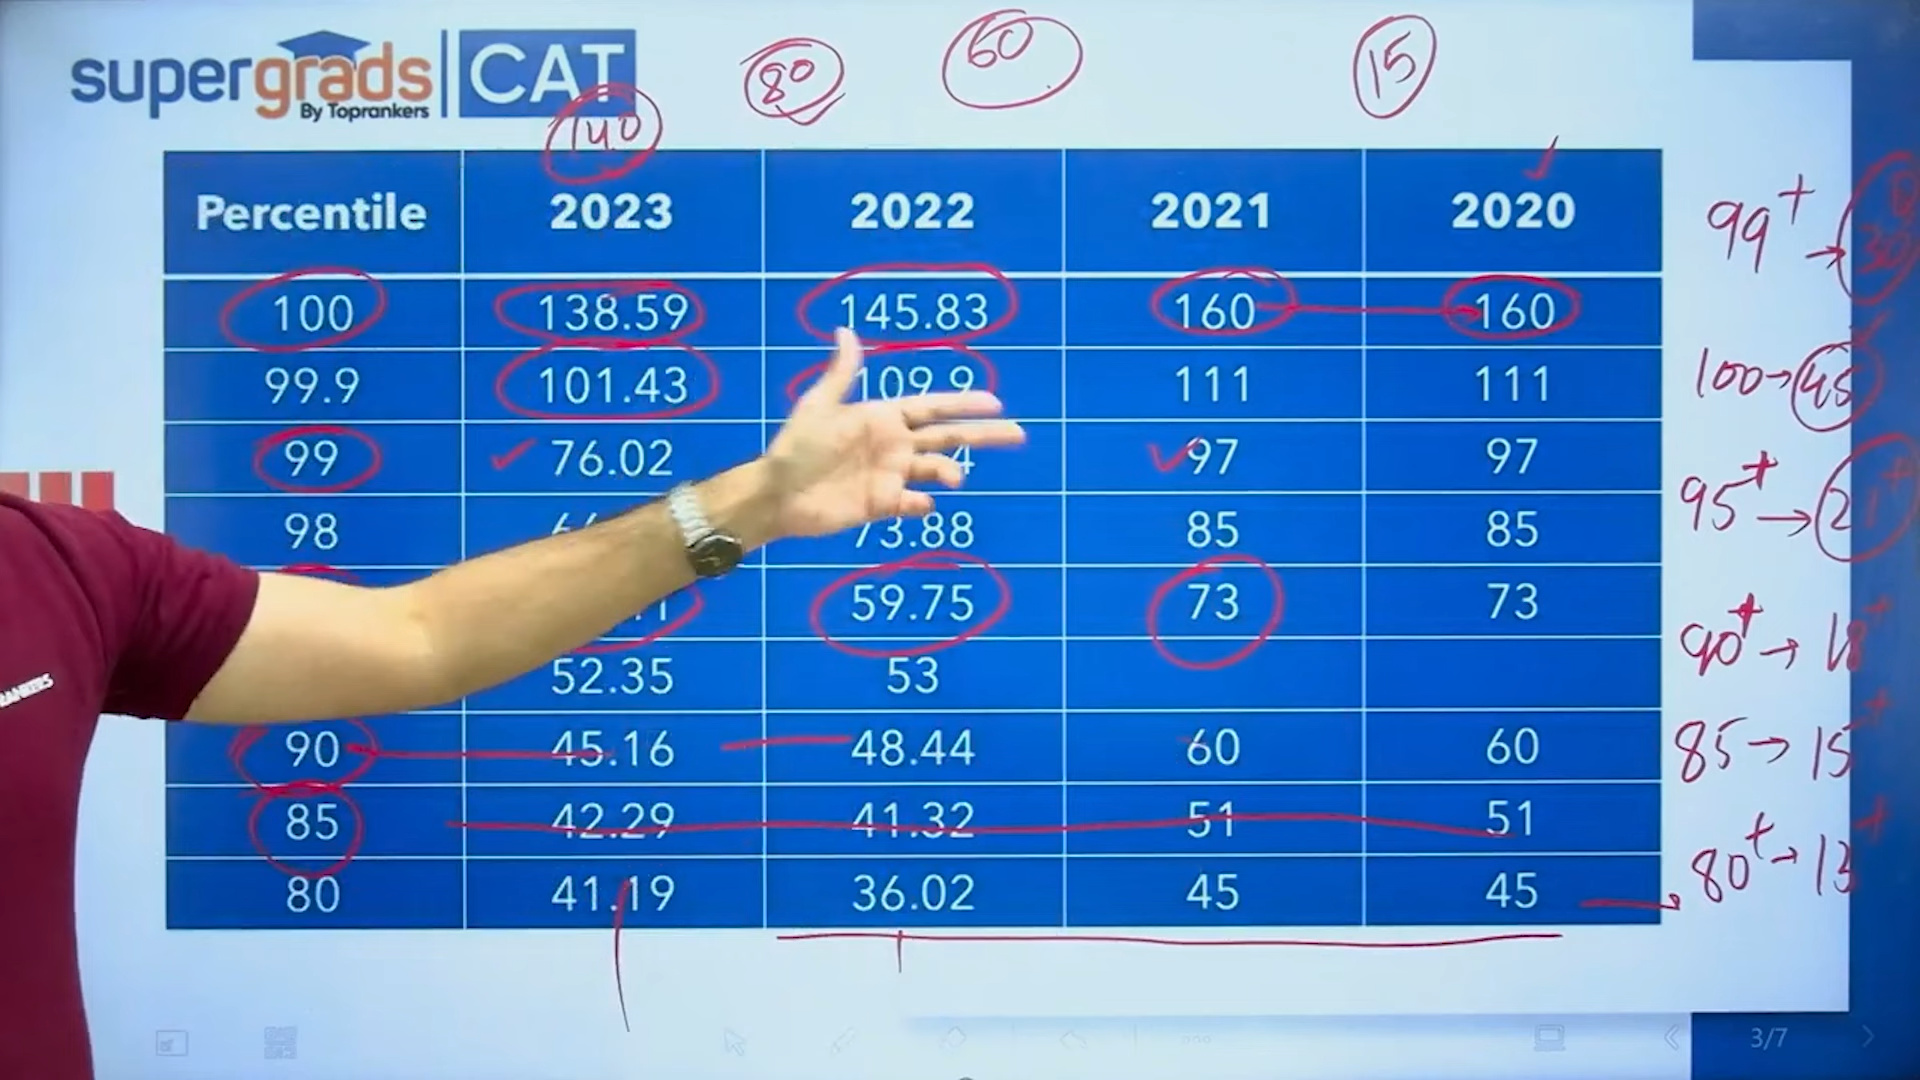 supergrads CAT
By Toprankers
140
80
60
15
Percentile 2023 2022 2021 2020
100 138.59 145.83 160 160
99.9 101.43 109.9 111 111
99 76.02 97 97
98 73.88 85 85
59.75 73 73
52.35 53
90 45.16 48.44 60 60
85 42.29 41.32 51 51
80 41.19 36.02 45 45
99+ →
100→45
95+ → 21+
90+ → 18+
85 → 15+
80+ → 13+
3/7